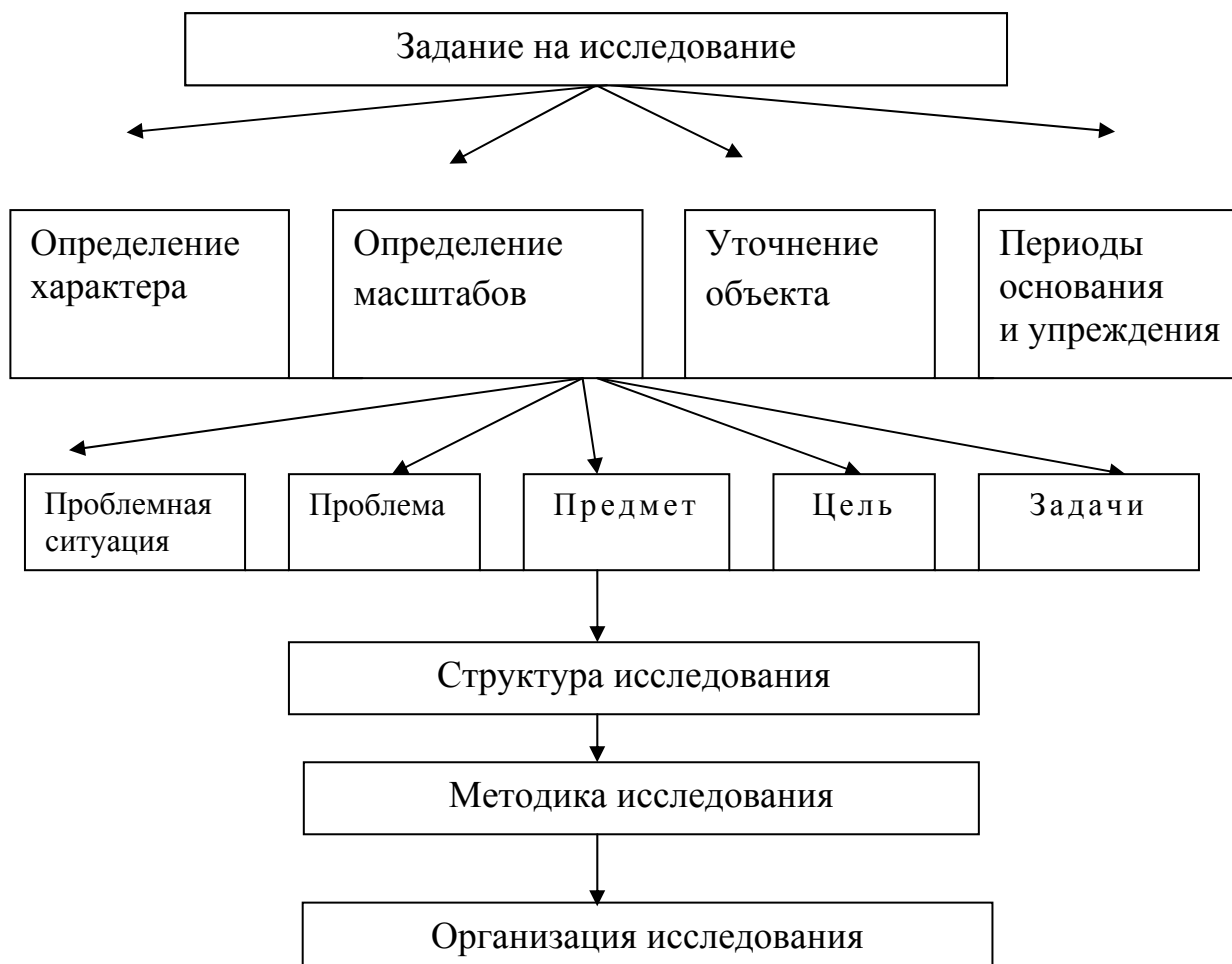 Задание на исследование
Определение
характера
Определение
масштабов
Уточнение
объекта
Периоды
основания
и упреждения
Проблемная
ситуация
Проблема
Предмет
Цель
Задачи
Структура исследования
Методика исследования
Организация исследования